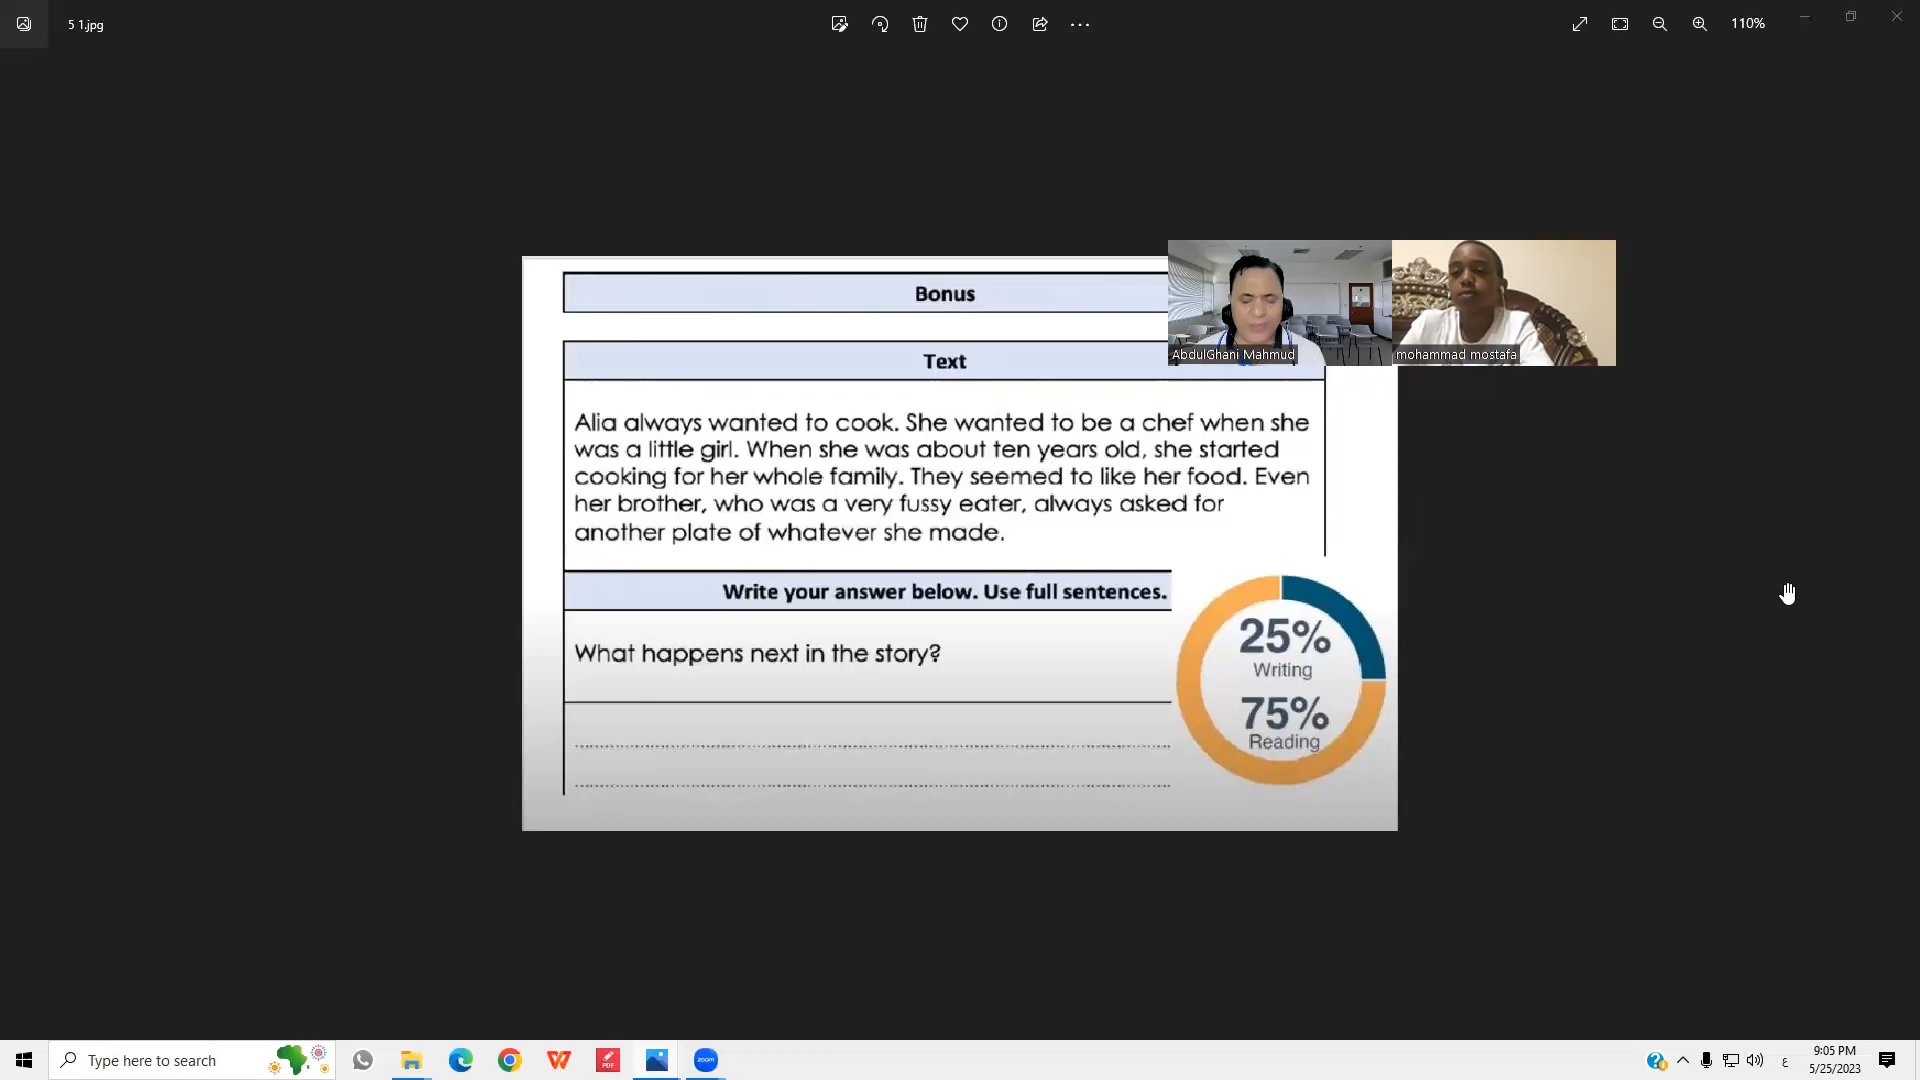 5 1.jpg
110%
Bonus
Text
AbdulGhani Mahmud
mohammad mostafa
Alia always wanted to cook. She wanted to be a chef when she
was a little girl. When she was about ten years old, she started
cooking for her whole family. They seemed to like her food. Even
her brother, who was a very fussy eater, always asked for
another plate of whatever she made.
Write your answer below. Use full sentences.
What happens next in the story?
25%
Writing
75%
Reading
Type here to search
PDF
zoom
ع
9:05 PM
5/25/2023